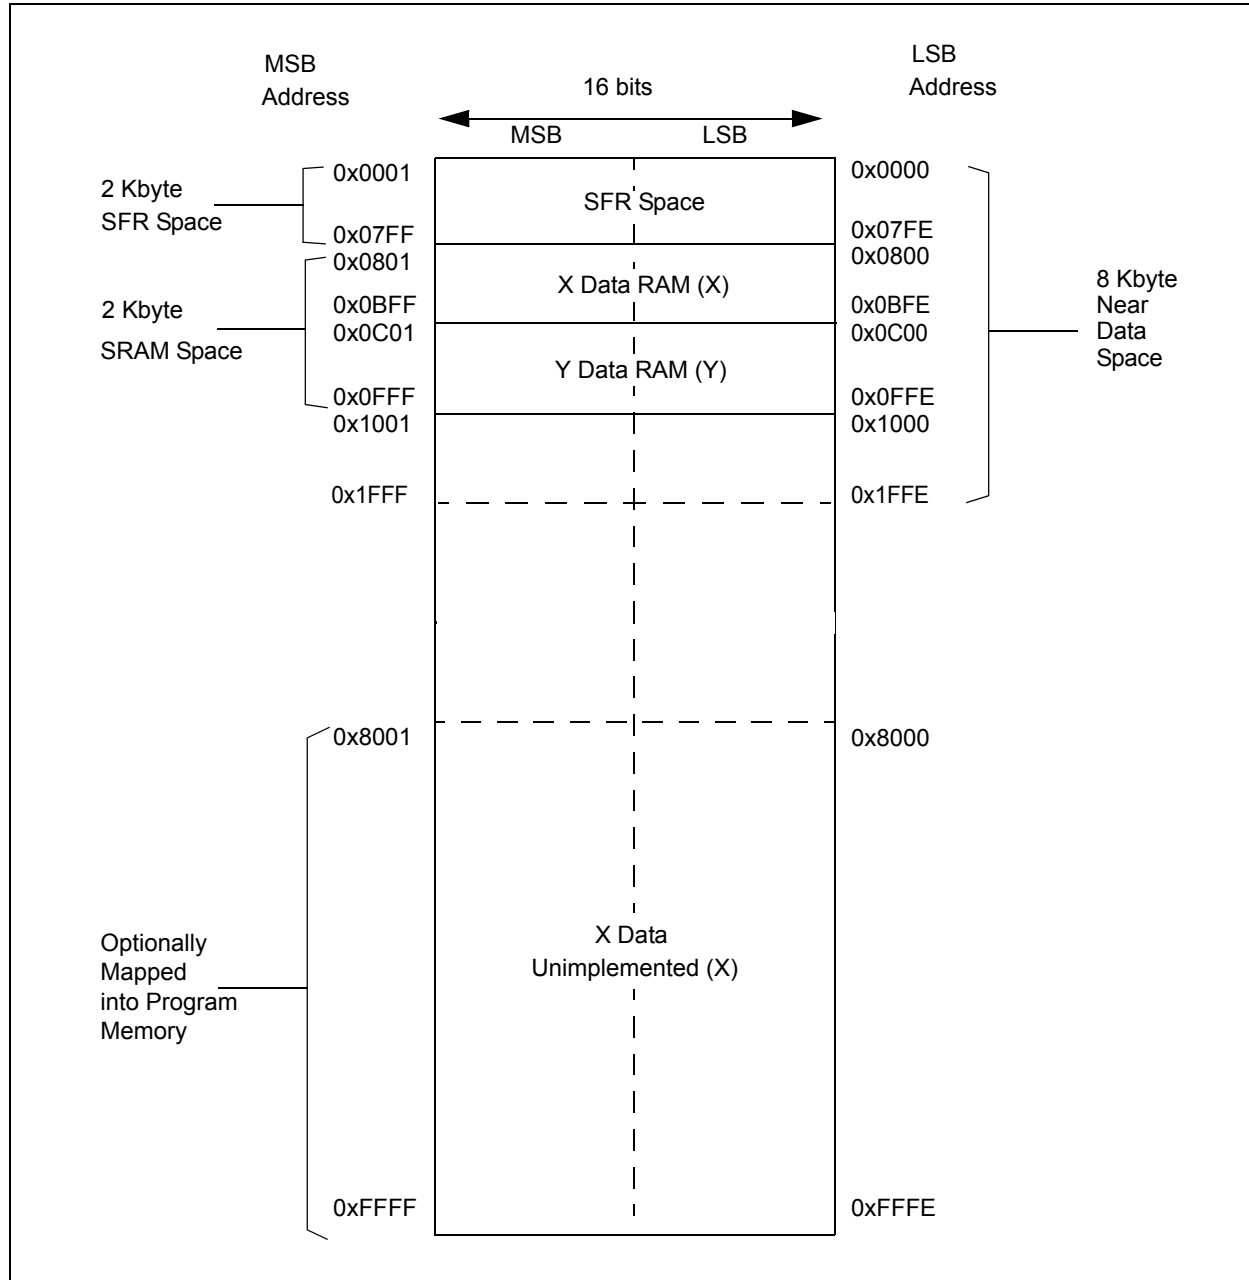 MSB
Address
16 bits
LSB
Address
MSB
LSB
2 Kbyte
SFR Space
0x0001
0x07FF
SFR Space
0x0000
0x07FE
2 Kbyte
SRAM Space
0x0801
0x0BFF
0x0C01
0x0FFF
0x1001
X Data RAM (X)
Y Data RAM (Y)
0x0800
0x0BFE
0x0C00
0x0FFE
0x1000
8 Kbyte
Near
Data
Space
0x1FFF
0x1FFE
0x8001
0x8000
Optionally
Mapped
into Program
Memory
X Data
Unimplemented (X)
0xFFFF
0xFFFE